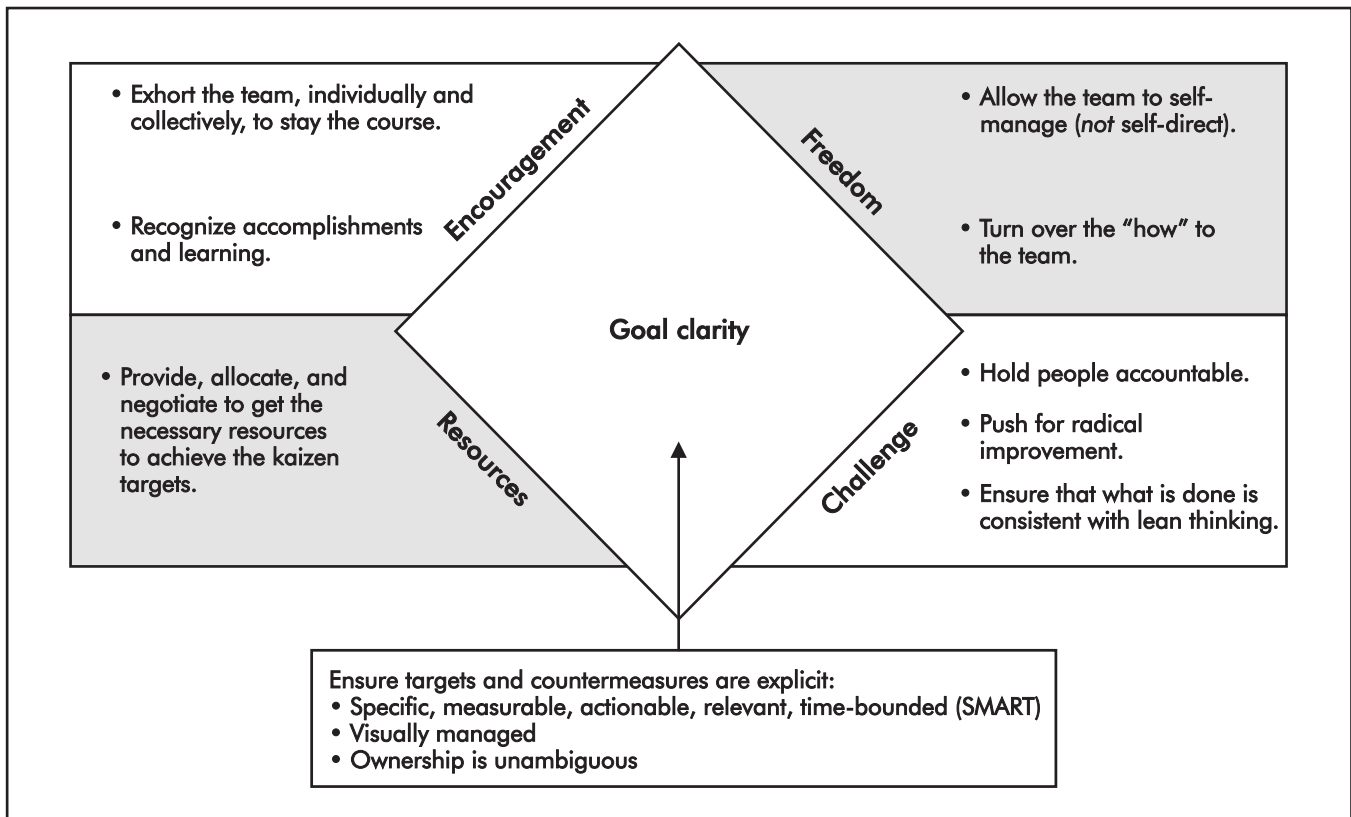 • Exhort the team, individually and
collectively, to stay the course.
• Recognize accomplishments
and learning.
Encouragement
Freedom
• Allow the team to self-
manage (not self-direct).
• Turn over the “how” to
the team.
Goal clarity
• Provide, allocate, and
negotiate to get the
necessary resources
to achieve the kaizen
targets.
Resources
Challenge
• Hold people accountable.
• Push for radical
improvement.
• Ensure that what is done is
consistent with lean thinking.
Ensure targets and countermeasures are explicit:
• Specific, measurable, actionable, relevant, time-bounded (SMART)
• Visually managed
• Ownership is unambiguous